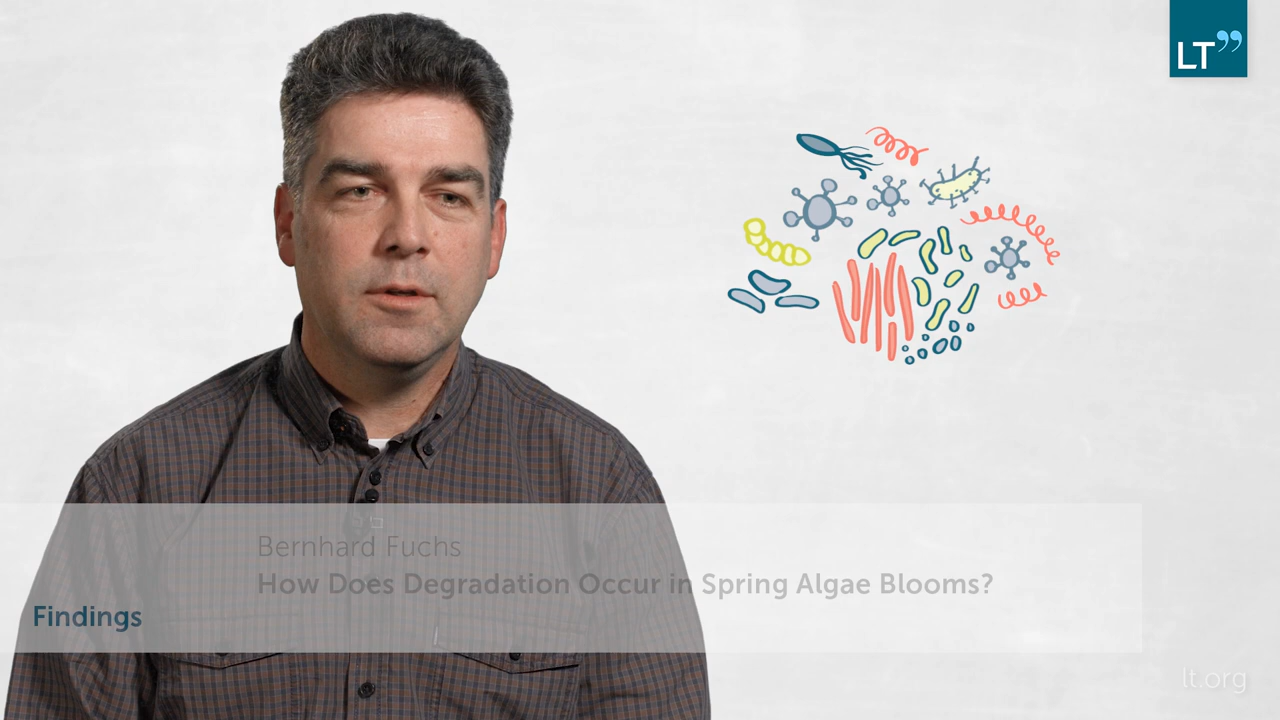 LT”
Bernhard Fuchs
How Does Degradation Occur in Spring Algae Blooms?
Findings
lt.org